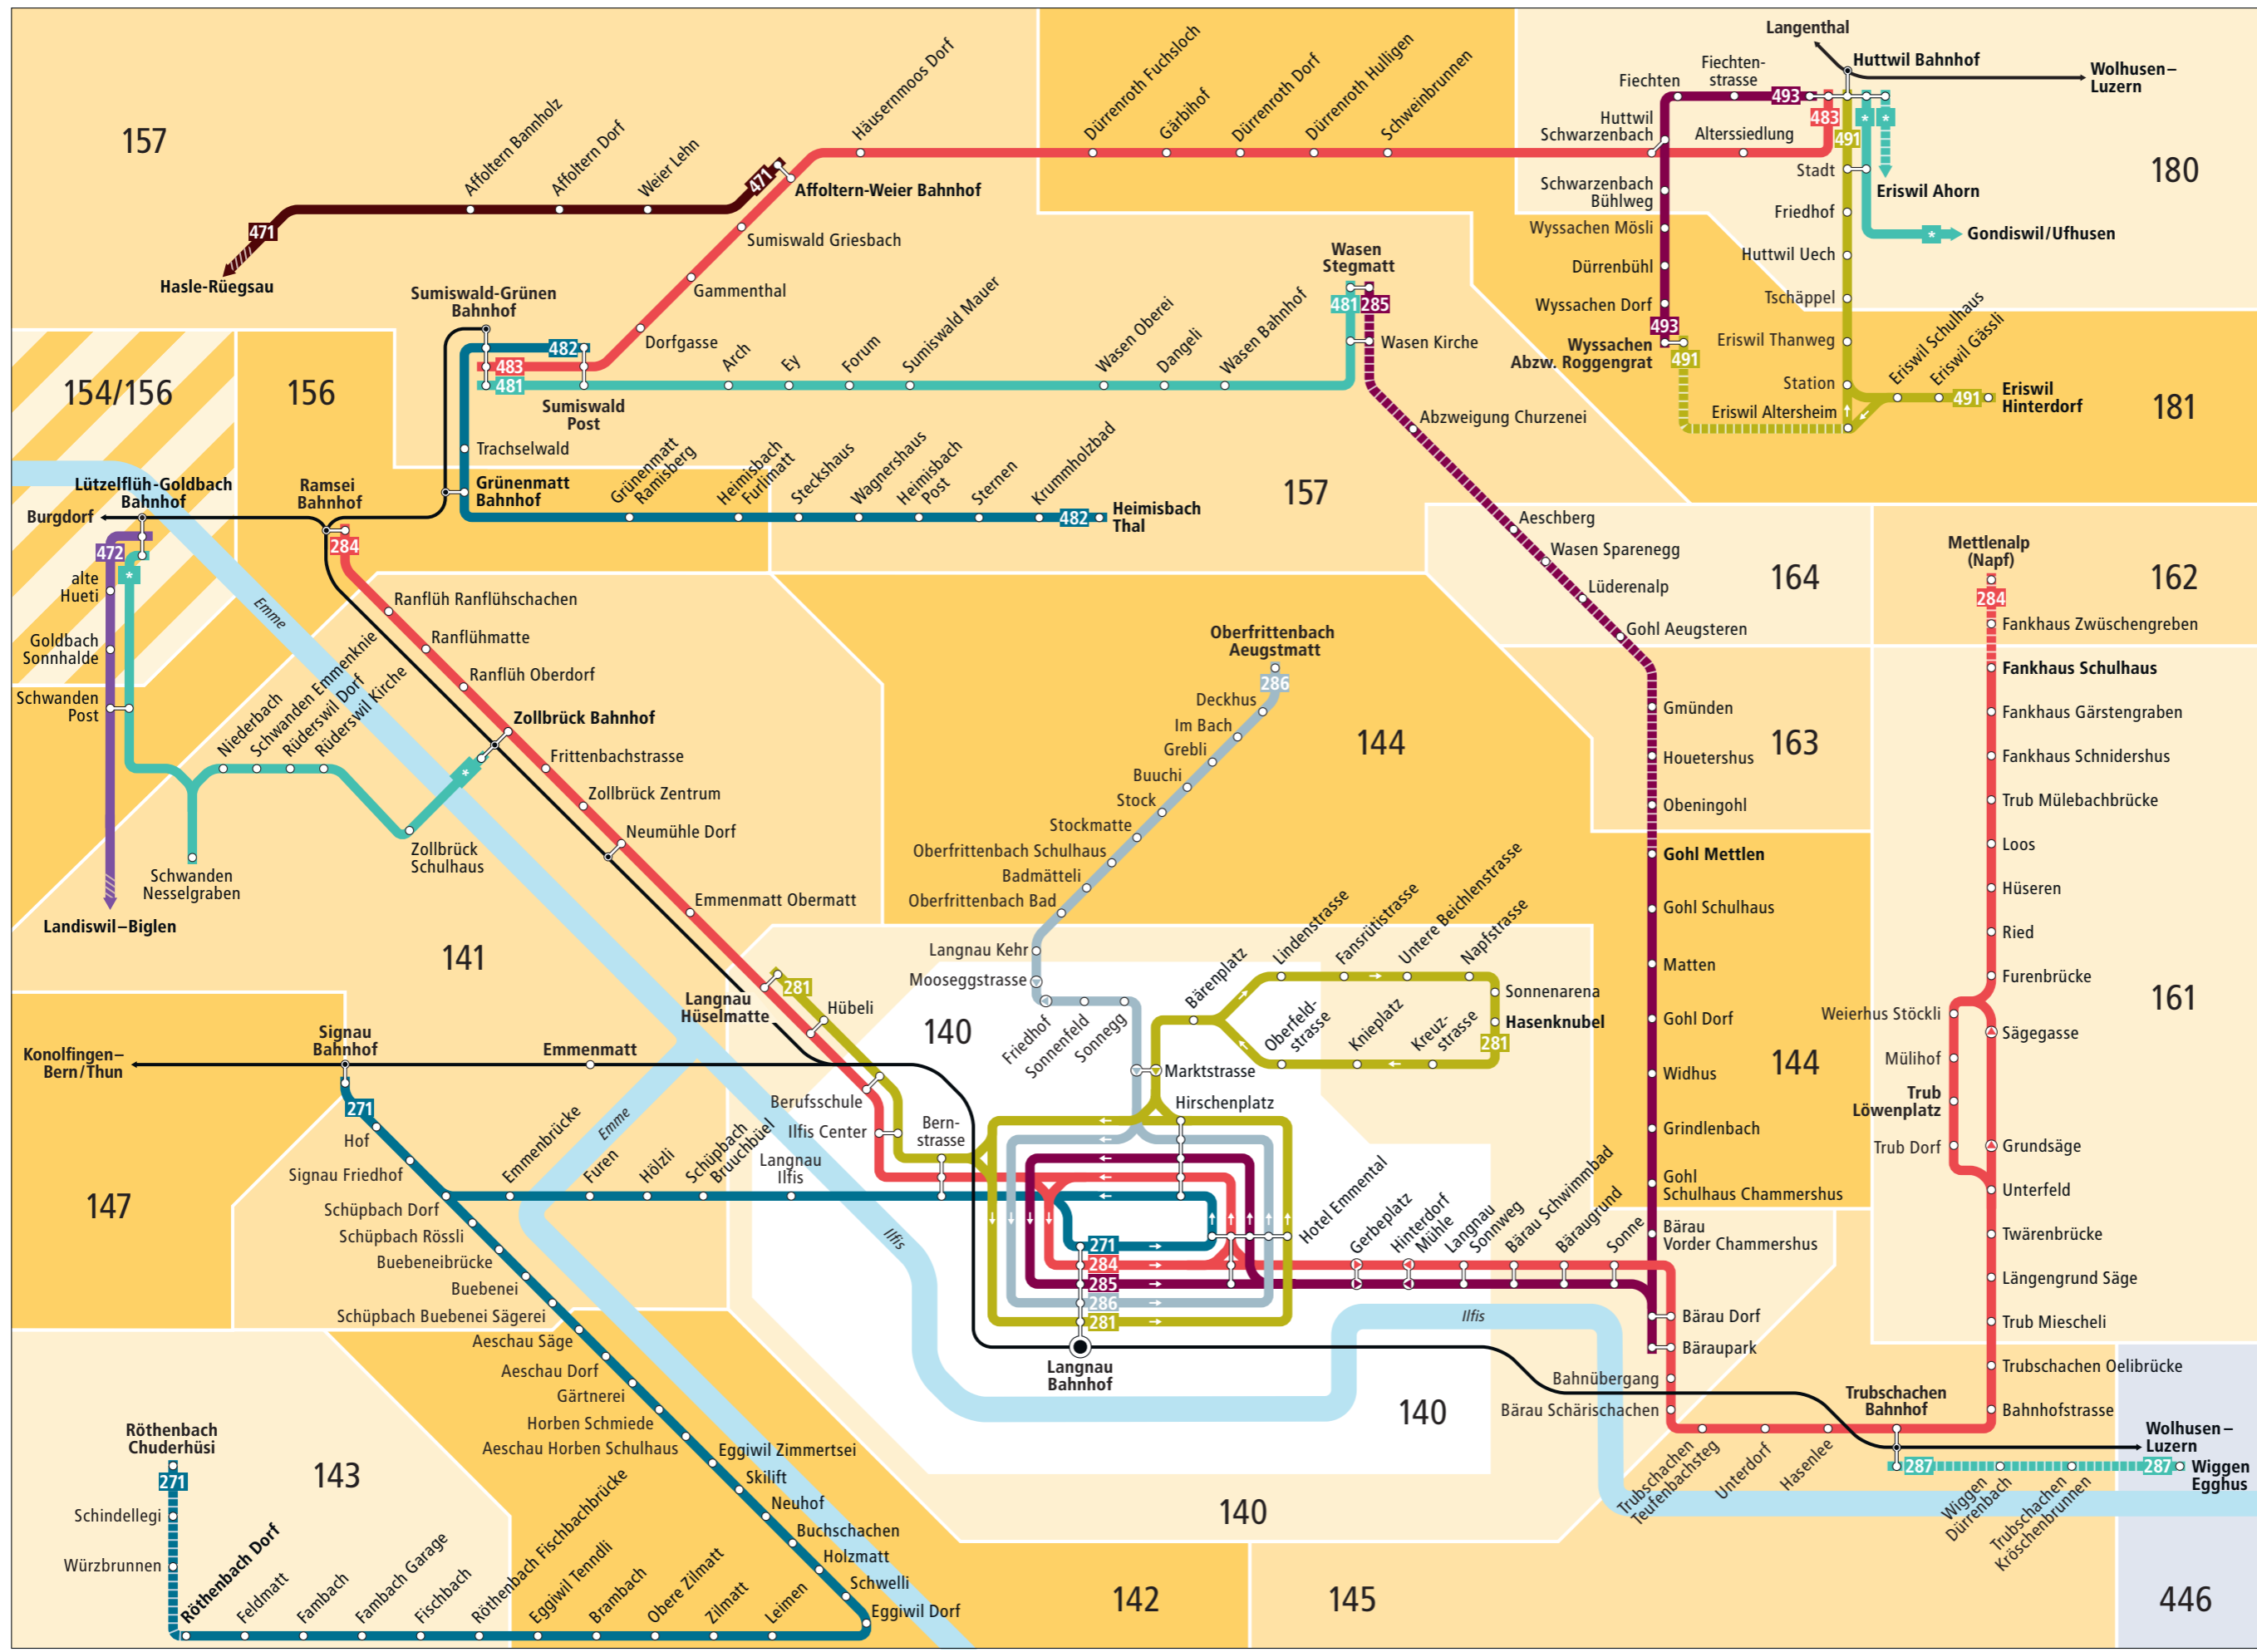 Langenthal
Huttwil Bahnhof
Wolhusen–
Luzern
Fiechten-
strasse
Fiechten
493
483
*
*
491
Huttwil
Schwarzenbach
Alterssiedlung
Stadt
180
Eriswil Ahorn
Schwarzenbach
Bühlweg
Friedhof
*
Gondiswil/Ufhusen
Wyssachen Mösli
Huttwil Uech
Dürrenbühl
Tschäppel
Wyssachen Dorf
493
Eriswil Thanweg
Wyssachen
Abzw. Roggengrat
491
Station
Eriswil Schulhaus
Eriswil Gässli
491
Eriswil
Hinterdorf
Eriswil Altersheim
181
157
Affoltern Bannholz
Affoltern Dorf
Weier Lehn
471
Häusernmoos Dorf
Dürrenroth Fuchsloch
Gärbihof
Dürrenroth Dorf
Dürrenroth Hulligen
Schweinbrunnen
Affoltern-Weier Bahnhof
471
Hasle-Rüegsau
Sumiswald Griesbach
Gammenthal
Dorfgasse
Sumiswald-Grünen
Bahnhof
482
483
481
Sumiswald
Post
Arch
Ey
Forum
Sumiswald Mauer
Wasen Oberei
Dangeli
Wasen Bahnhof
Wasen
Stegmatt
481
285
Wasen Kirche
Abzweigung Churzenei
154/156
156
Trachselwald
Grünenmatt
Bahnhof
Grünenmatt
Ramisberg
Heimisbach
Furlimatt
Steckshaus
Wagnershaus
Heimisbach
Post
Sternen
Krummholzbad
482
Heimisbach
Thal
157
Lützelflüh-Goldbach
Bahnhof
Ramsei
Bahnhof
Burgdorf
472
*
284
alte
Hueti
Emme
Goldbach
Sonnhalde
Schwanden
Post
Niederbach
Schwanden Emmenknie
Rüderswil Dorf
Rüderswil Kirche
*
Zollbrück
Schulhaus
Schwanden
Nesselgraben
Landiswil–Biglen
141
Ranflüh Ranflühschachen
Ranflühmatte
Ranflüh Oberdorf
Zollbrück Bahnhof
Frittenbachstrasse
Zollbrück Zentrum
Neumühle Dorf
Emmenmatt Obermatt
Langnau
Hüselmatte
281
Hübeli
Berufsschule
Ilfis Center
Oberfrittenbach
Aeugstmatt
286
Deckhus
Im Bach
Grebli
Buuchi
Stock
Stockmatte
Oberfrittenbach Schulhaus
Badmätteli
Oberfrittenbach Bad
Langnau Kehr
Mooseggstrasse
Friedhof
Sonnenfeld
Sonnegg
140
144
Bärenplatz
Lindenstrasse
Fansrütistrasse
Untere Beichlenstrasse
Napfstrasse
Sonnenarena
Hasenknubel
281
Oberfeld-
strasse
Knieplatz
Kreuz-
strasse
Marktstrasse
Hirschenplatz
Bern-
strasse
Aeschberg
Wasen Sparenegg
Lüderenalp
Gohl Aeugsteren
164
Gmünden
Houetershus
Obeningohl
163
Gohl Mettlen
Gohl Schulhaus
Matten
Gohl Dorf
Widhus
144
Grindlenbach
Gohl
Schulhaus Chammershus
Bärau
Vorder Chammershus
Bärau Dorf
Bäraupark
Mettlenalp
(Napf)
284
162
Fankhaus Zwüschengreben
Fankhaus Schulhaus
Fankhaus Gärstengraben
Fankhaus Schnidershus
Trub Mülebachbrücke
Loos
Hüseren
Ried
Furenbrücke
161
Weierhus Stöckli
Sägegasse
Mülihof
Trub
Löwenplatz
Trub Dorf
Grundsäge
Unterfeld
Twärenbrücke
Längengrund Säge
Trub Miescheli
Trubschachen Oelibrücke
Bahnhofstrasse
Konolfingen–
Bern/Thun
Signau
Bahnhof
Emmenmatt
271
Hof
Signau Friedhof
147
Emmenbrücke
Furen
Hölzli
Schüpbach
Bruuchbüel
Langnau
Ilfis
Emme
Ilfis
Schüpbach Dorf
Schüpbach Rössli
Buebeneibrücke
Buebenei
Schüpbach Buebenei Sägerei
Aeschau Säge
Aeschau Dorf
Gärtnerei
Horben Schmiede
Aeschau Horben Schulhaus
Eggiwil Zimmertsei
Skilift
Neuhof
Buchschachen
Holzmatt
Schwelli
Eggiwil Dorf
271
284
285
286
281
Langnau
Bahnhof
Hotel Emmental
Gerbeplatz
Hinterdorf
Mühle
Langnau
Sonnweg
Bärau Schwimmbad
Bäraugrund
Sonne
Ilfis
140
140
Bahnübergang
Bärau Schärischachen
Trubschachen
Teufenbachsteg
Unterdorf
Hasenlee
Trubschachen
Bahnhof
Wolhusen–
Luzern
287
287
Wiggen
Egghus
Wiggen
Dürrenbach
Trubschachen
Kröschenbrunnen
Röthenbach
Chuderhüsi
271
143
Schindellegi
Würzbrunnen
Röthenbach Dorf
Feldmatt
Fambach
Fambach Garage
Fischbach
Röthenbach Fischbachbrücke
Eggiwil Tenndli
Brambach
Obere Zilmatt
Zilmatt
Leimen
142
145
446